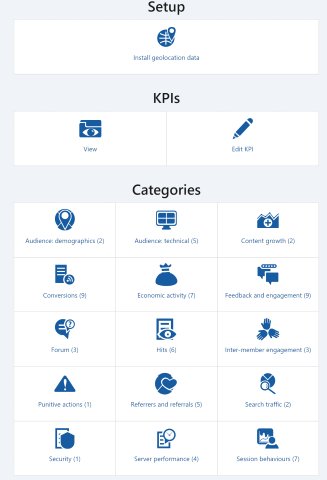 Setup
Install geolocation data
KPIs
View
Edit KPI
Categories
Audience: demographics (2)
Audience: technical (5)
Content growth (2)
Conversions (9)
Economic activity (7)
Feedback and engagement (9)
Forum (3)
Hits (6)
Inter-member engagement (3)
Punitive actions (1)
Referrers and referrals (5)
Search traffic (2)
Security (1)
Server performance (4)
Session behaviours (7)